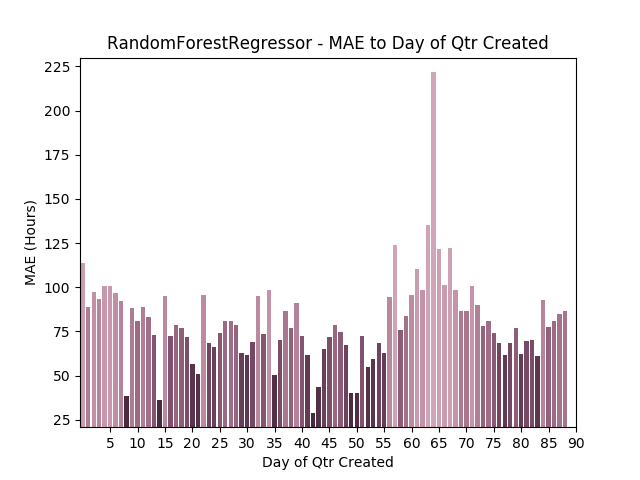 RandomForestRegressor - MAE to Day of Qtr Created
225
200
175
150
125
100
75
50
25
MAE (Hours)
5 10 15 20 25 30 35 40 45 50 55 60 65 70 75 80 85 90
Day of Qtr Created